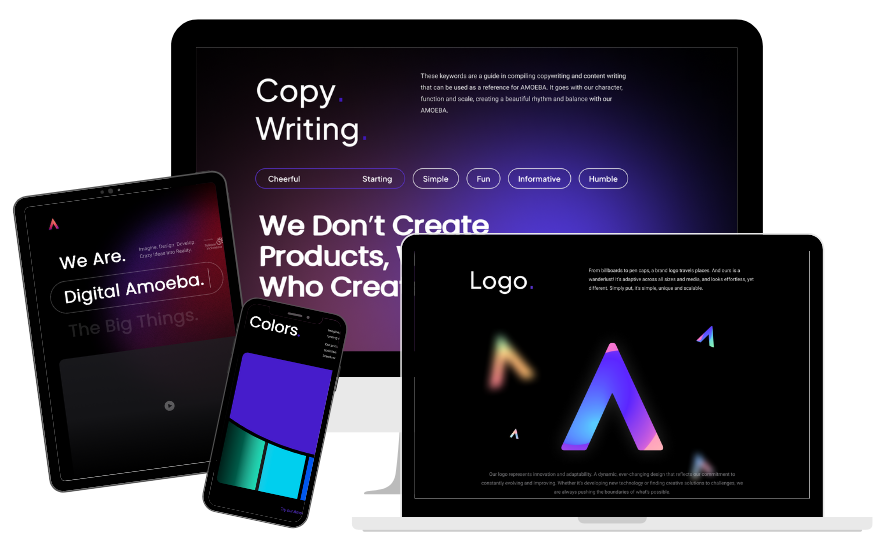 Copy.
Writing.
These keywords are a guide in compiling copywriting and content writing
that can be used as a reference for AMOEBA. It goes with our character,
function and scale, creating a beautiful rhythm and balance with our
AMOEBA.
Cheerful Starting Simple Fun Informative Humble
We Don't Create
Products,
Who Crea
We Are.
Imagine. Design. Develop.
Crazy Ideas Into Reality.
Digital Amoeba.
The Big Things.
Colors.
Logo.
From billboards to pen caps, a brand logo travels places. And ours is a
wanderlust! It's adaptive across all sizes and media, and looks effortless, yet
different. Simply put, it's simple, unique and scalable.
Our logo represents innovation and adaptability. A dynamic, ever-changing design that reflects our commitment to
constantly evolving and improving. Whether it's developing new technology or finding creative solutions to challenges, we
are always pushing the boundaries of what's possible.